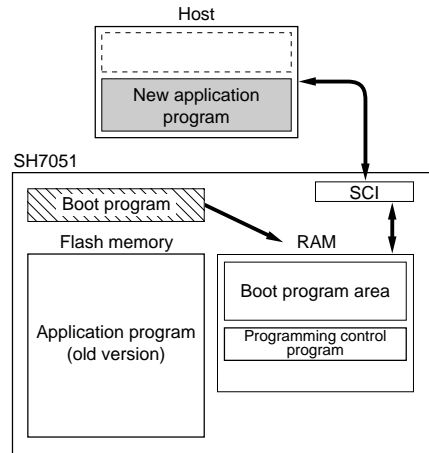 Host
New application
program
SH7051
SCI
Boot program
Flash memory
RAM
Boot program area
Application program
(old version)
Programming control
program